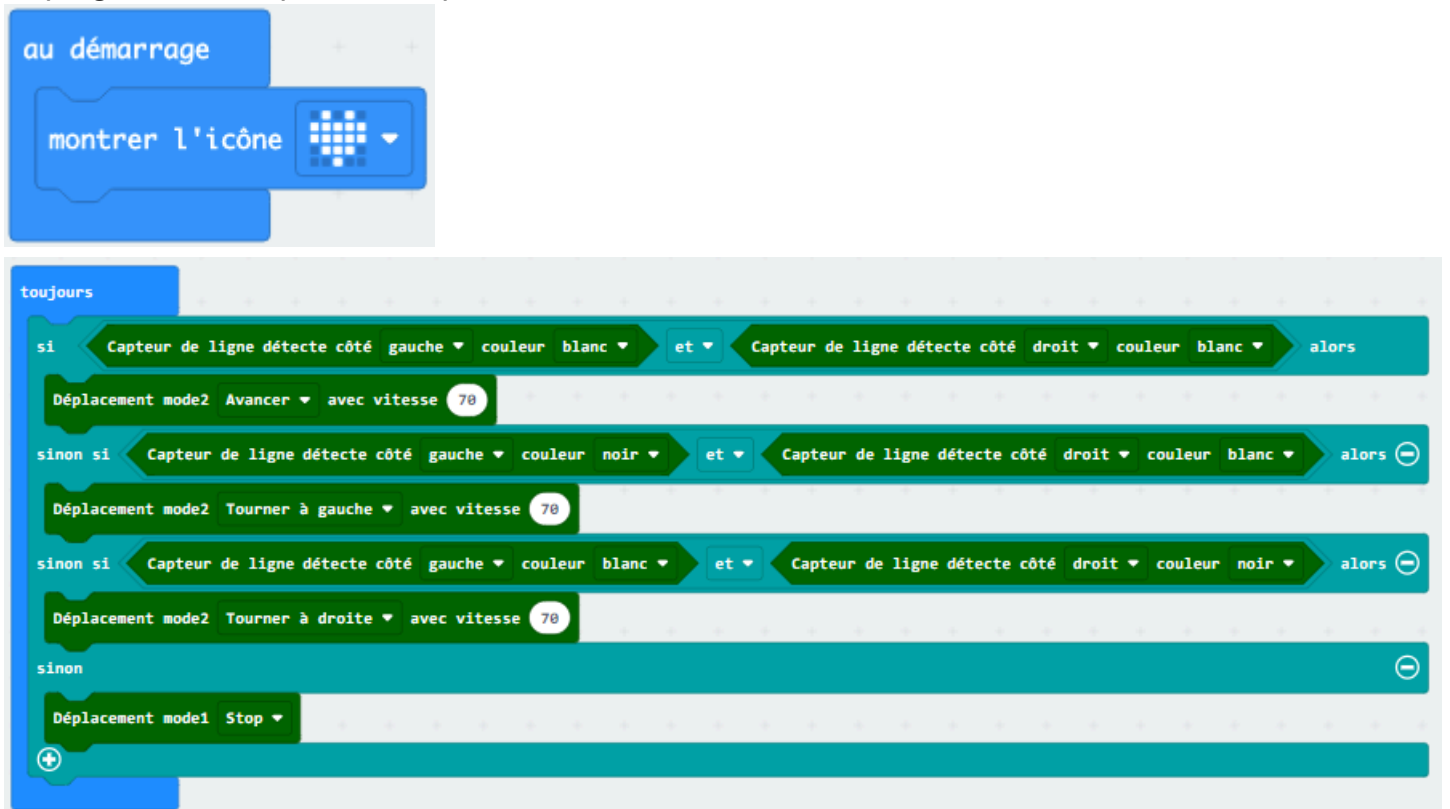 au démarrage
montrer l'icône
toujours
si Capteur de ligne détecte côté gauche couleur blanc et Capteur de ligne détecte côté droit couleur blanc alors
Déplacement mode2 Avancer avec vitesse 70
sinon si Capteur de ligne détecte côté gauche couleur noir et Capteur de ligne détecte côté droit couleur blanc alors
Déplacement mode2 Tourner à gauche avec vitesse 70
sinon si Capteur de ligne détecte côté gauche couleur blanc et Capteur de ligne détecte côté droit couleur noir alors
Déplacement mode2 Tourner à droite avec vitesse 70
sinon
Déplacement mode1 Stop